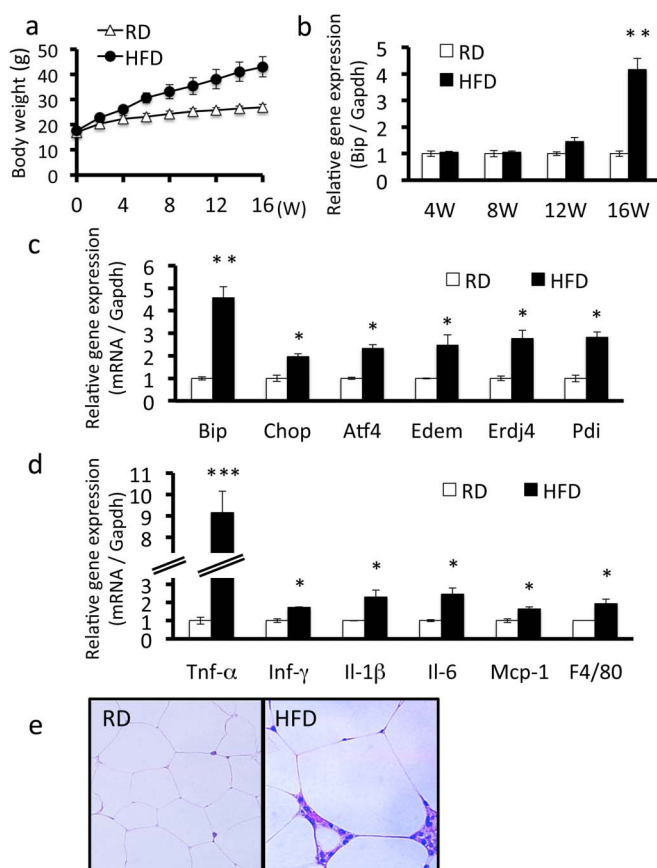 a
RD
HFD
Body weight (g)
50
40
30
20
10
0
0 4 8 12 16 (W)
b
Relative gene expression
(Bip / Gapdh)
RD
HFD
**
5
4
3
2
1
0
4W 8W 12W 16W
c
Relative gene expression
(mRNA / Gapdh)
RD HFD
6
5
4
3
2
1
0
** * * * * *
Bip Chop Atf4 Edem Erdj4 Pdi
d
Relative gene expression
(mRNA / Gapdh)
RD HFD
11
10
9
3
2
1
0
*** * * * * *
Tnf-α Inf-γ Il-1β Il-6 Mcp-1 F4/80
e
RD HFD